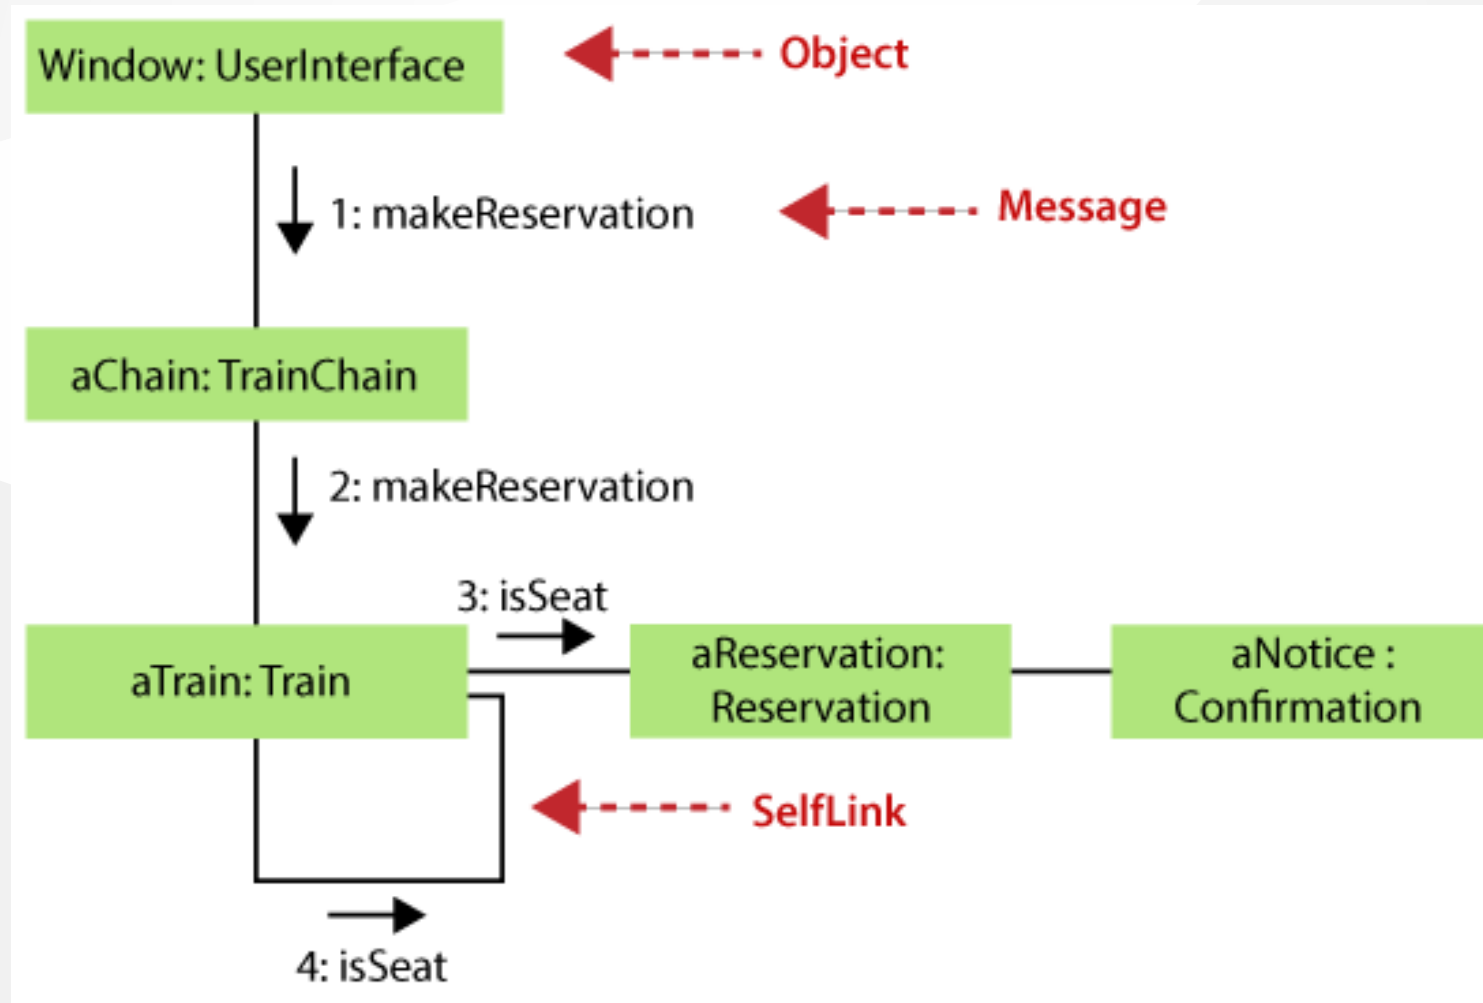 Window: UserInterface
Object
1: makeReservation
Message
aChain: TrainChain
2: makeReservation
3: isSeat
aTrain: Train
aReservation:
Reservation
aNotice :
Confirmation
SelfLink
4: isSeat